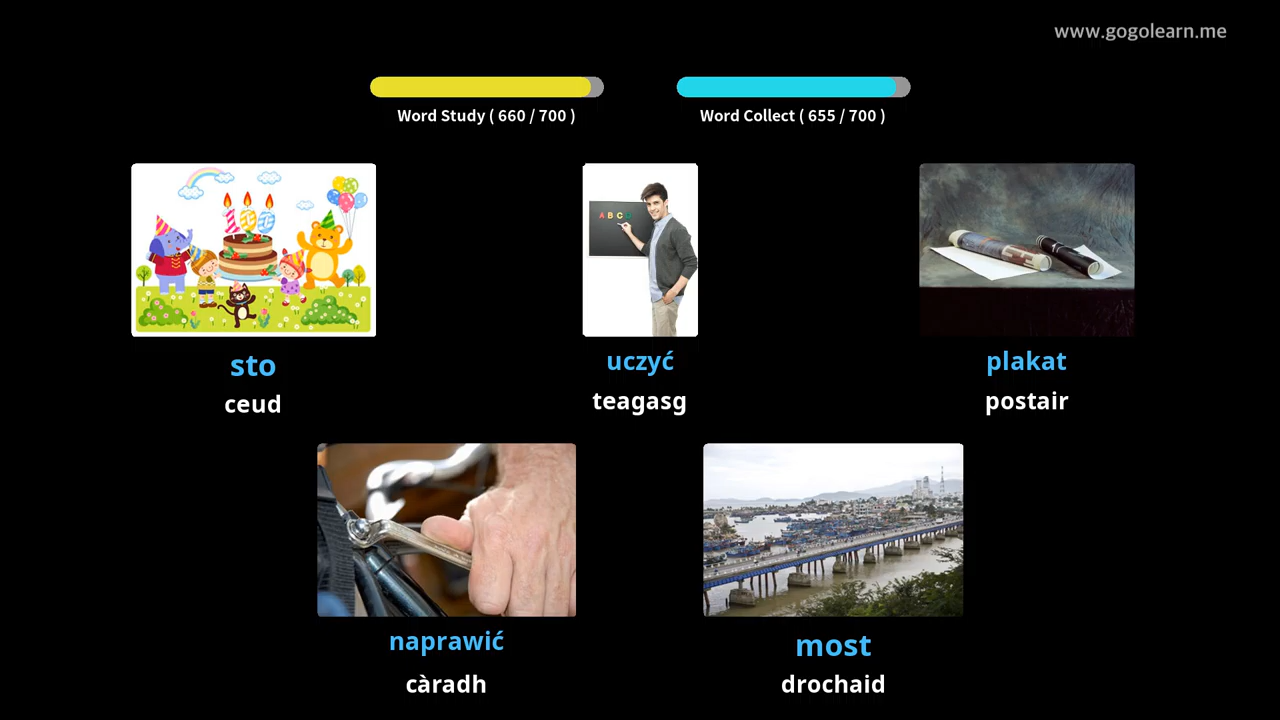 www.gogolearn.me
Word Study ( 660 / 700 )
Word Collect ( 655 / 700 )
100
A B C D
sto
ceud
uczyć
teagasg
plakat
postair
naprawić
càradh
most
drochaid